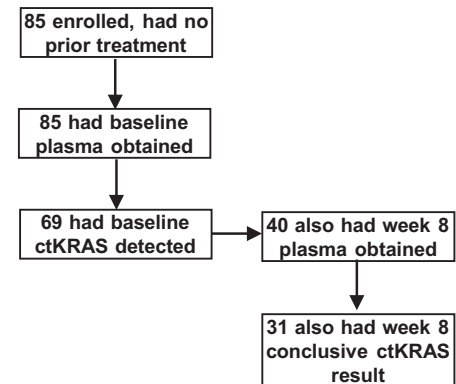 85 enrolled, had no
prior treatment
85 had baseline
plasma obtained
69 had baseline
ctKRAS detected
40 also had week 8
plasma obtained
31 also had week 8
conclusive ctKRAS
result